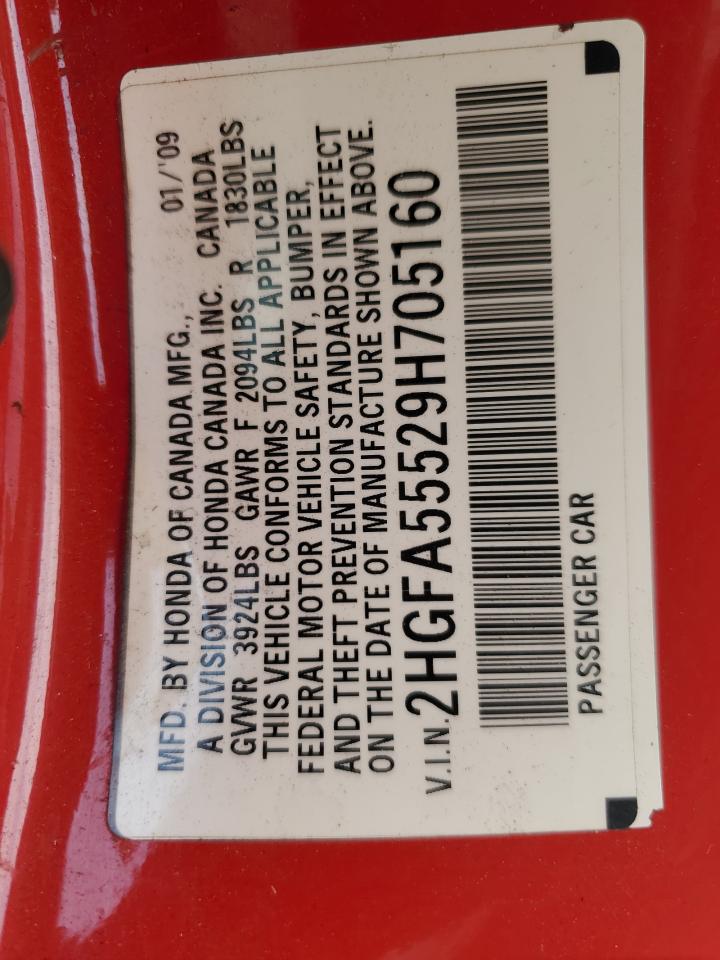 MFD. BY HONDA OF CANADA MFG., 01/'09
A DIVISION OF HONDA CANADA INC. CANADA
GVWR 3924LBS GAWR F 2094LBS R 1830LBS
THIS VEHICLE CONFORMS TO ALL APPLICABLE
FEDERAL MOTOR VEHICLE SAFETY, BUMPER,
AND THEFT PREVENTION STANDARDS IN EFFECT
ON THE DATE OF MANUFACTURE SHOWN ABOVE.
V.I.N. 2HGFA55529H705160
PASSENGER CAR